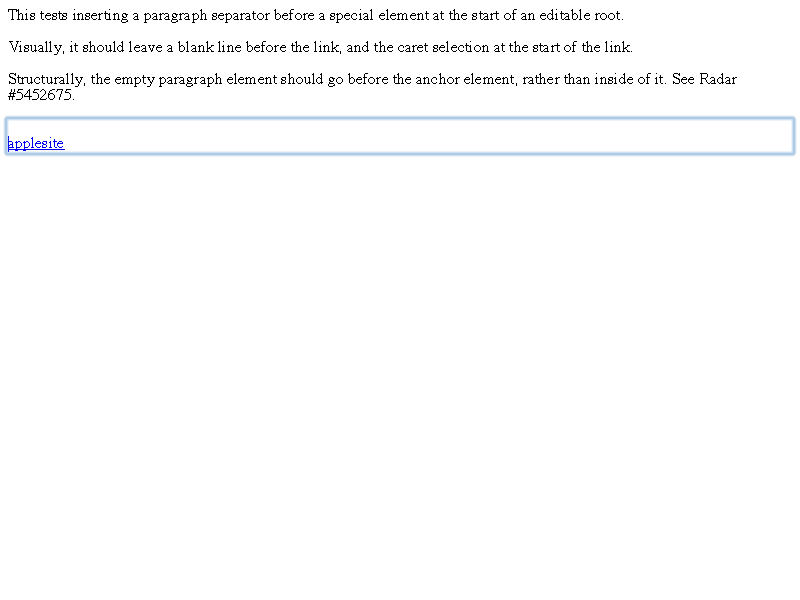 This tests inserting a paragraph separator before a special element at the start of an editable root.
Visually, it should leave a blank line before the link, and the caret selection at the start of the link.
Structurally, the empty paragraph element should go before the anchor element, rather than inside of it. See Radar
#5452675.
applesite